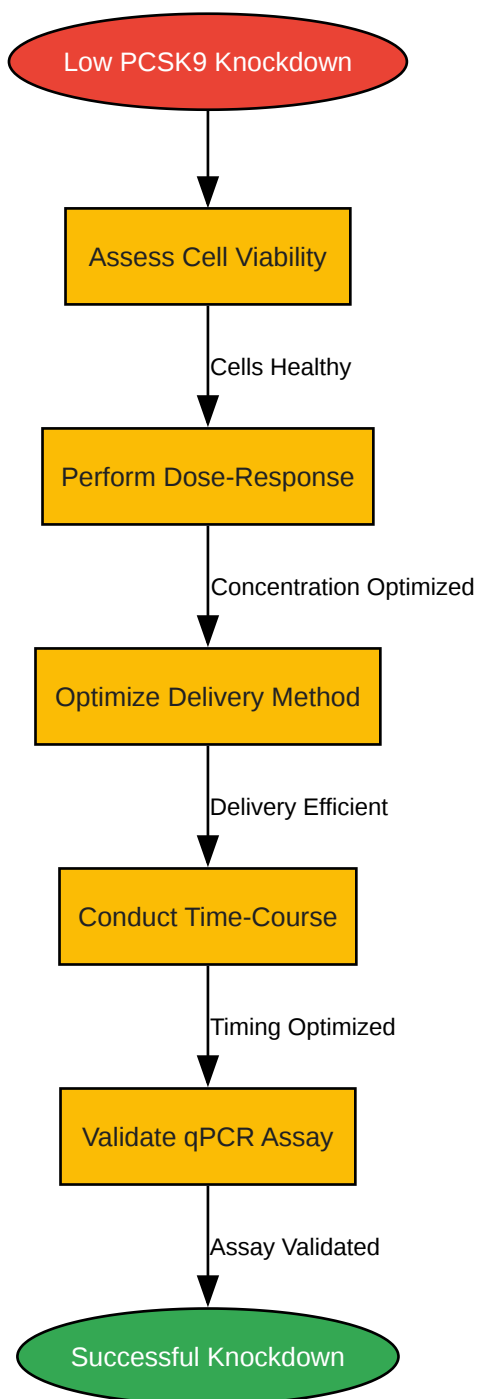 Low PCSK9 Knockdown
Assess Cell Viability
Cells Healthy
Perform Dose-Response
Concentration Optimized
Optimize Delivery Method
Delivery Efficient
Conduct Time-Course
Timing Optimized
Validate qPCR Assay
Assay Validated
Successful Knockdown